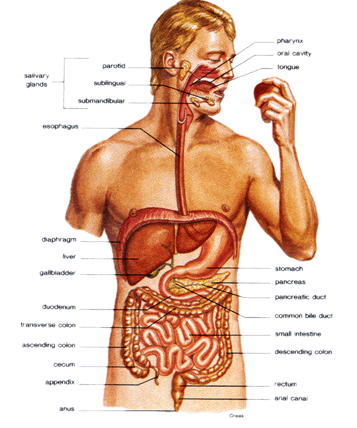 pharynx
oral cavity
tongue
parotid
salivary
glands
sublingual
submandibular
esophagus
diaphragm
liver
gallbladder
duodenum
transverse colon
ascending colon
cecum
appendix
anus
stomach
pancreas
pancreatic duct
common bile duct
small intestine
descending colon
rectum
anal canal